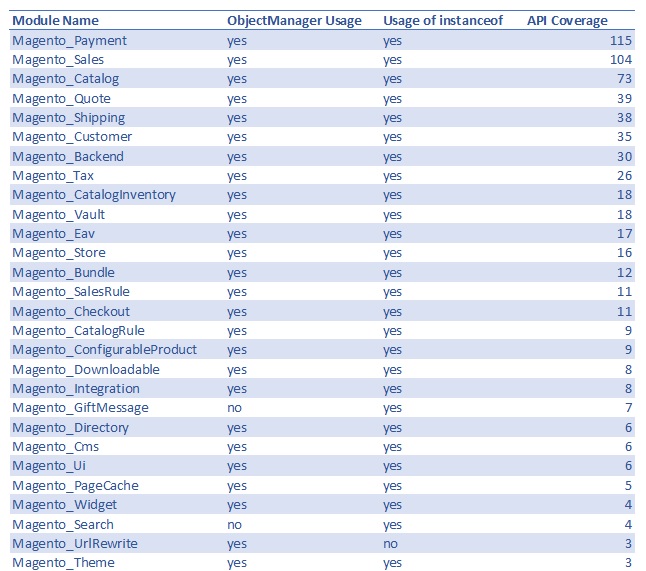 Module Name ObjectManager Usage Usage of instanceof API Coverage
Magento_Payment yes yes 115
Magento_Sales yes yes 104
Magento_Catalog yes yes 73
Magento_Quote yes yes 39
Magento_Shipping yes yes 38
Magento_Customer yes yes 35
Magento_Backend yes yes 30
Magento_Tax yes yes 26
Magento_CatalogInventory yes yes 18
Magento_Vault yes yes 18
Magento_Eav yes yes 17
Magento_Store yes yes 16
Magento_Bundle yes yes 12
Magento_SalesRule yes yes 11
Magento_Checkout yes yes 11
Magento_CatalogRule yes yes 9
Magento_ConfigurableProduct yes yes 9
Magento_Downloadable yes yes 8
Magento_Integration yes yes 8
Magento_GiftMessage no yes 7
Magento_Directory yes yes 6
Magento_Cms yes yes 6
Magento_Ui yes yes 6
Magento_PageCache yes yes 5
Magento_Widget yes yes 4
Magento_Search no yes 4
Magento_UrlRewrite yes no 3
Magento_Theme yes yes 3